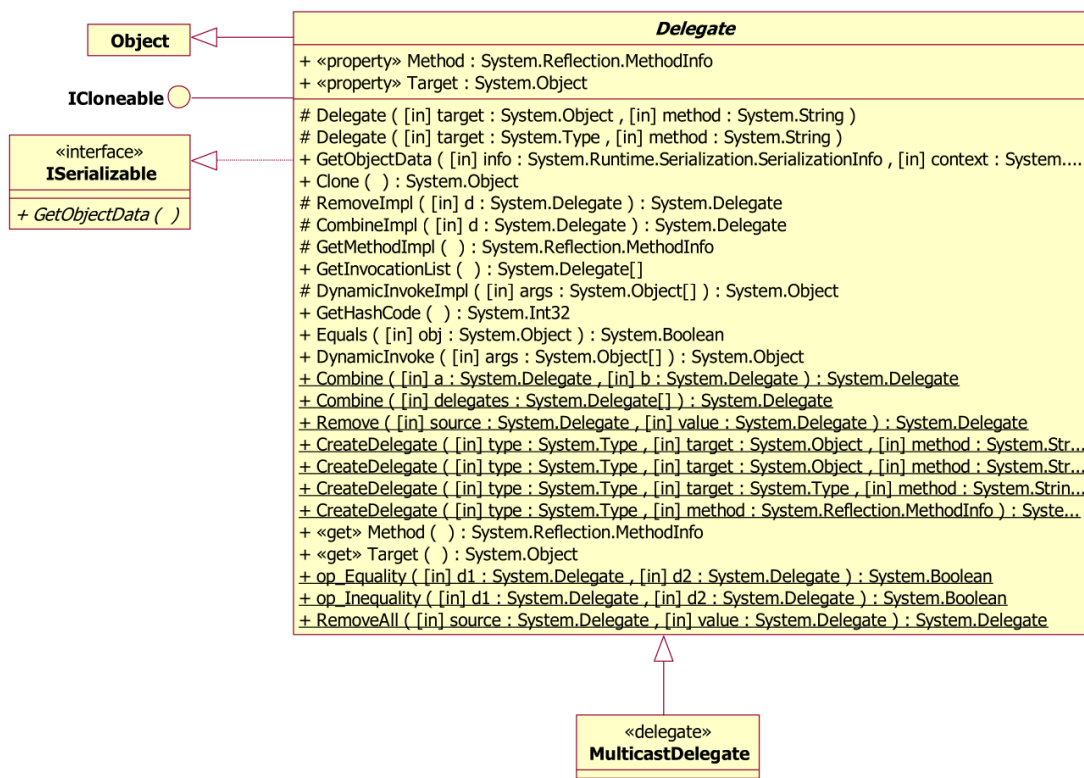 Delegate
Object
+ «property» Method : System.Reflection.MethodInfo
+ «property» Target : System.Object
ICloneable
# Delegate ( [in] target : System.Object , [in] method : System.String )
# Delegate ( [in] target : System.Type , [in] method : System.String )
«interface»
ISerializable
+ GetObjectData ( )
+ GetObjectData ( [in] info : System.Runtime.Serialization.SerializationInfo , [in] context : System....
+ Clone ( ) : System.Object
# RemoveImpl ( [in] d : System.Delegate ) : System.Delegate
# CombineImpl ( [in] d : System.Delegate ) : System.Delegate
# GetMethodImpl ( ) : System.Reflection.MethodInfo
+ GetInvocationList ( ) : System.Delegate[]
# DynamicInvokeImpl ( [in] args : System.Object[] ) : System.Object
+ GetHashCode ( ) : System.Int32
+ Equals ( [in] obj : System.Object ) : System.Boolean
+ DynamicInvoke ( [in] args : System.Object[] ) : System.Object
+ Combine ( [in] a : System.Delegate , [in] b : System.Delegate ) : System.Delegate
+ Combine ( [in] delegates : System.Delegate[] ) : System.Delegate
+ Remove ( [in] source : System.Delegate , [in] value : System.Delegate ) : System.Delegate
+ CreateDelegate ( [in] type : System.Type , [in] target : System.Object , [in] method : System.Str...
+ CreateDelegate ( [in] type : System.Type , [in] target : System.Object , [in] method : System.Str...
+ CreateDelegate ( [in] type : System.Type , [in] target : System.Type , [in] method : System.Strin...
+ CreateDelegate ( [in] type : System.Type , [in] method : System.Reflection.MethodInfo ) : Syste...
+ «get» Method ( ) : System.Reflection.MethodInfo
+ «get» Target ( ) : System.Object
+ op_Equality ( [in] d1 : System.Delegate , [in] d2 : System.Delegate ) : System.Boolean
+ op_Inequality ( [in] d1 : System.Delegate , [in] d2 : System.Delegate ) : System.Boolean
+ RemoveAll ( [in] source : System.Delegate , [in] value : System.Delegate ) : System.Delegate
«delegate»
MulticastDelegate